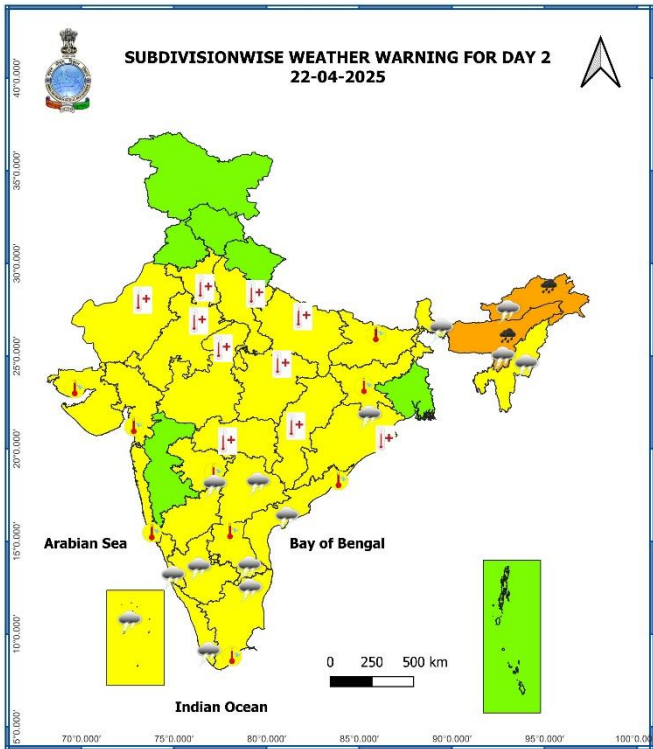 SUBDIVISIONWISE WEATHER WARNING FOR DAY 2
22-04-2025
40°0.000'
35°0.000'
30°0.000'
25°0.000'
20°0.000'
15°0.000'
10°0.000'
5°0.000'
Arabian Sea
Bay of Bengal
0 250 500 km
Indian Ocean
70°0.000' 75°0.000' 80°0.000' 85°0.000' 90°0.000' 95°0.000' 100°0.00